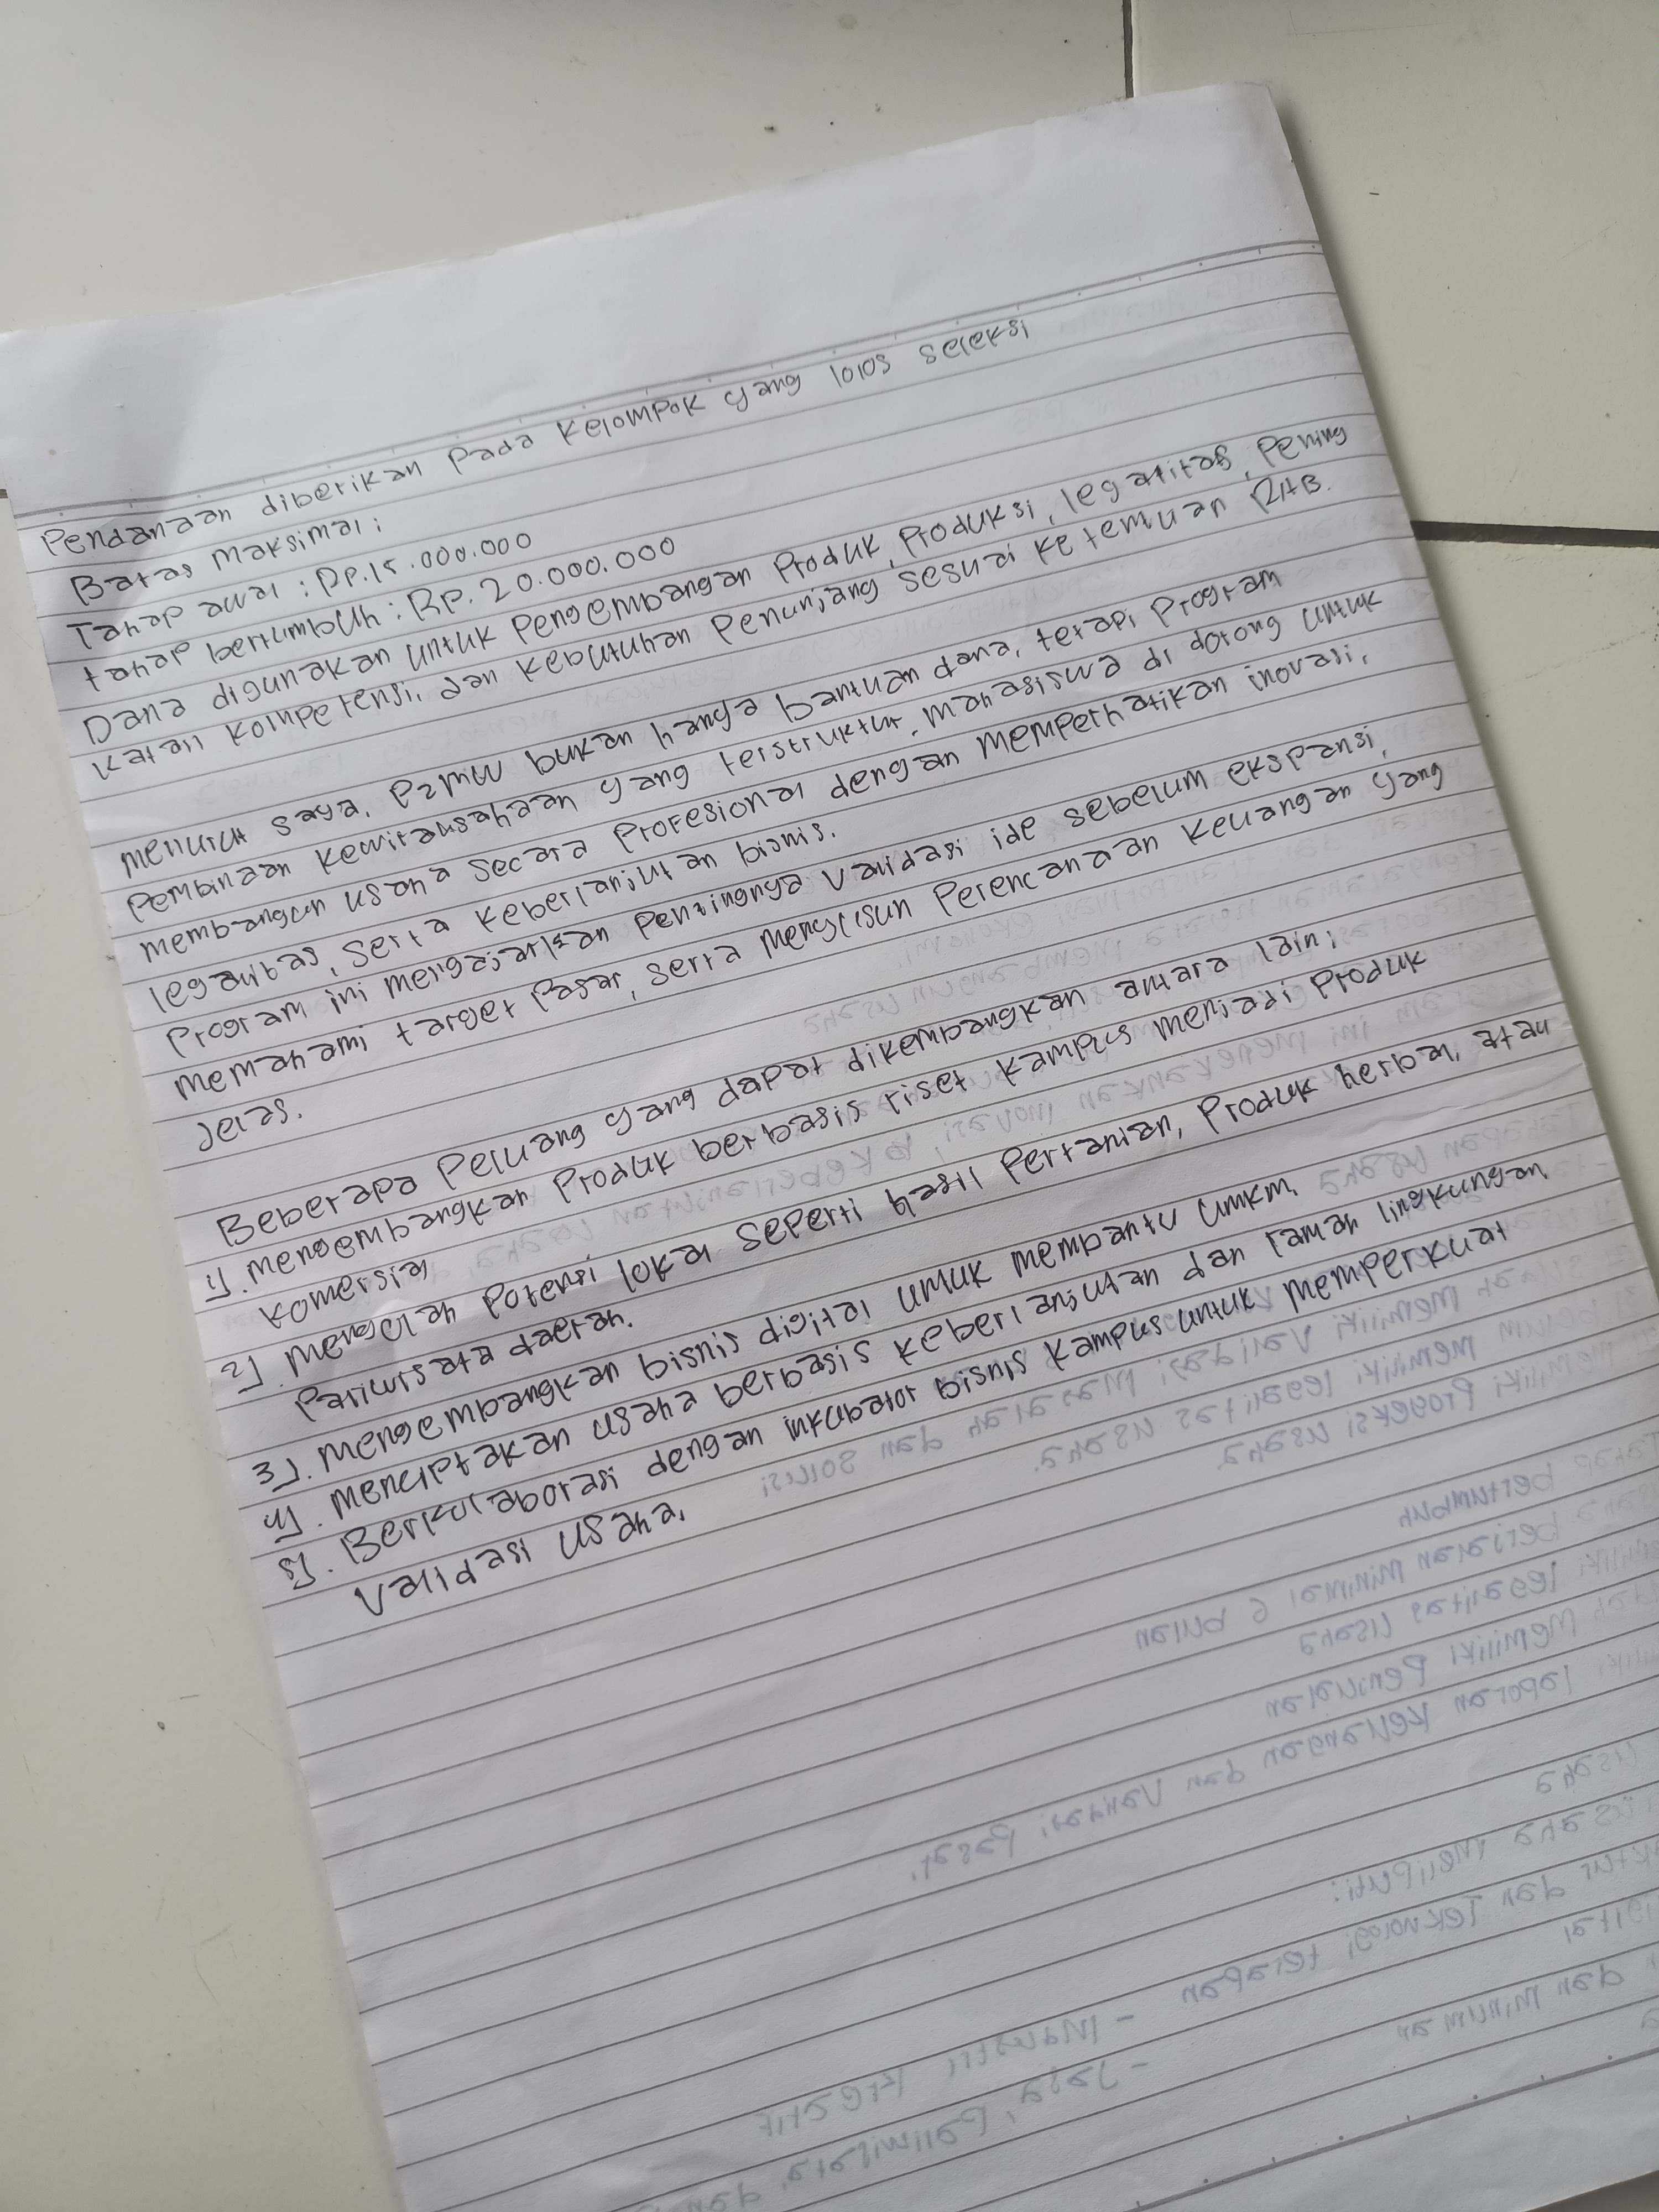 Pendanaan diberikan pada kelompok yang lolos seleksi
Batas maksimal :
Tahap awal : Rp.15.000.000
tahap bertumbuh : Rp. 20.000.000
Dana digunakan untuk Pengembangan Produk, Produksi, legalitas, Pening
katan kompetensi, dan kebutuhan Penunjang sesuai ketentuan RAB.
Menurut saya, P2MW bukan hanya bantuan dana, tetapi Program
Pembinaan kewirausahaan yang terstruktur. Mahasiswa di dorong untuk
membangun usaha secara Profesional dengan memperhatikan inovasi,
legalitas, serta keberlanjutan bisnis.
Program ini mengajarkan Pentingnya validasi ide sebelum ekspansi,
memahami target Pasar, serta menyusun Perencanaan keuangan yang
Jelas.
Beberapa Peluang yang dapat dikembangkan antara lain ;
1). mengembangkan Produk berbasis riset kampus menjadi Produk
komersial
2). Mengolah Potensi lokal seperti hasil Pertanian, Produk herbal, atau
Pariwisata daerah.
3). Mengembangkan bisnis digital untuk membantu umkm
4). Menciptakan usaha berbasis keberlanjutan dan ramah lingkungan
5). Berkolaborasi dengan inkubator bisnis kampus untuk memperkuat
Validasi usaha.